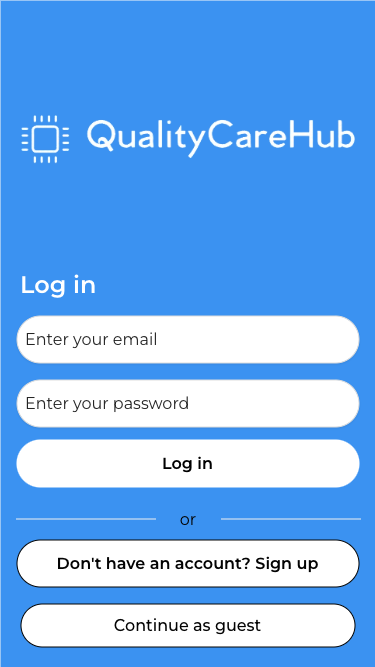 QualityCareHub
Log in
Enter your email
Enter your password
Log in
or
Don't have an account? Sign up
Continue as guest